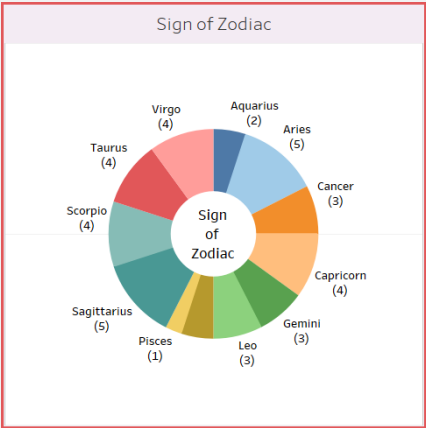 Sign of Zodiac
Virgo
(4)
Aquarius
(2)
Aries
(5)
Taurus
(4)
Cancer
(3)
Scorpio
(4)
Sign
of
Zodiac
Capricorn
(4)
Sagittarius
(5)
Gemini
(3)
Pisces
(1)
Leo
(3)